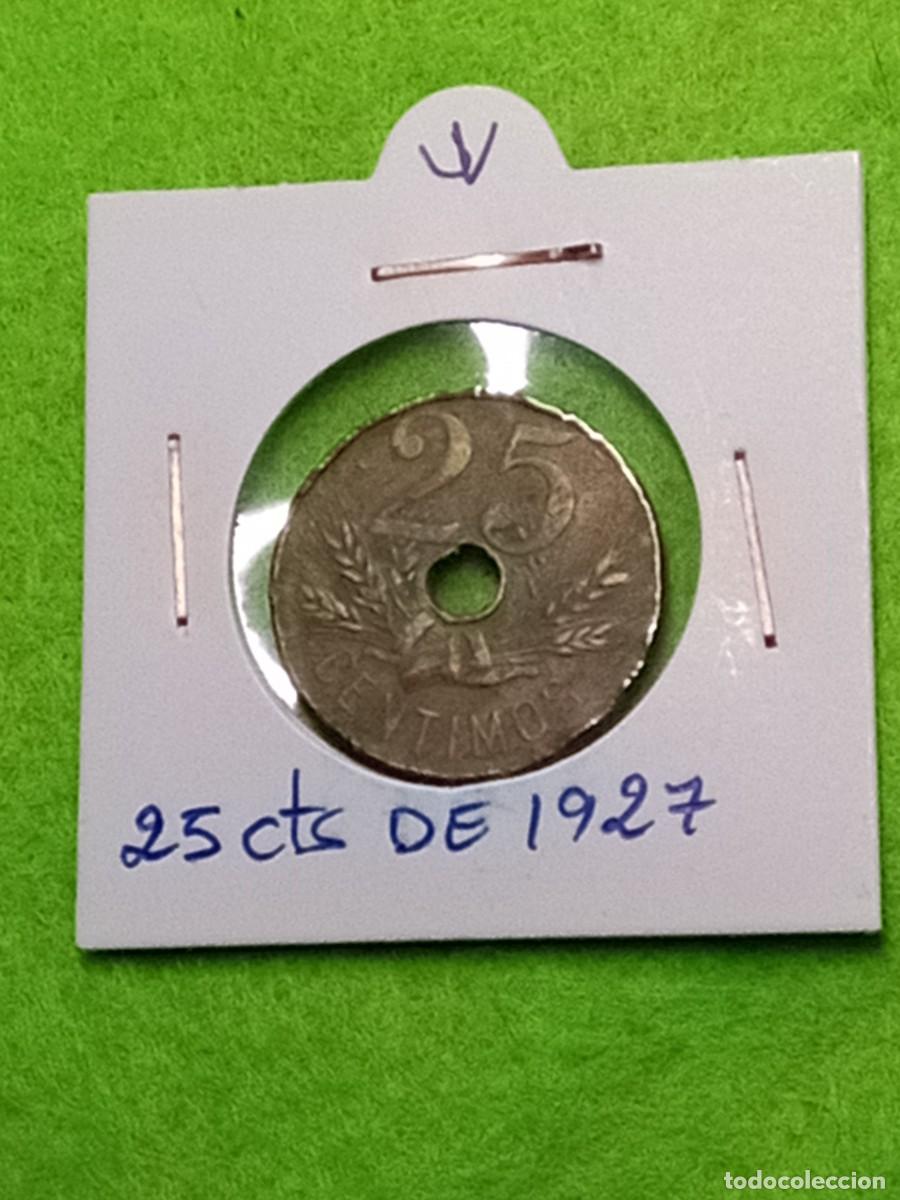 25
CENTIMOS
25 cts DE 1927
todocoleccion